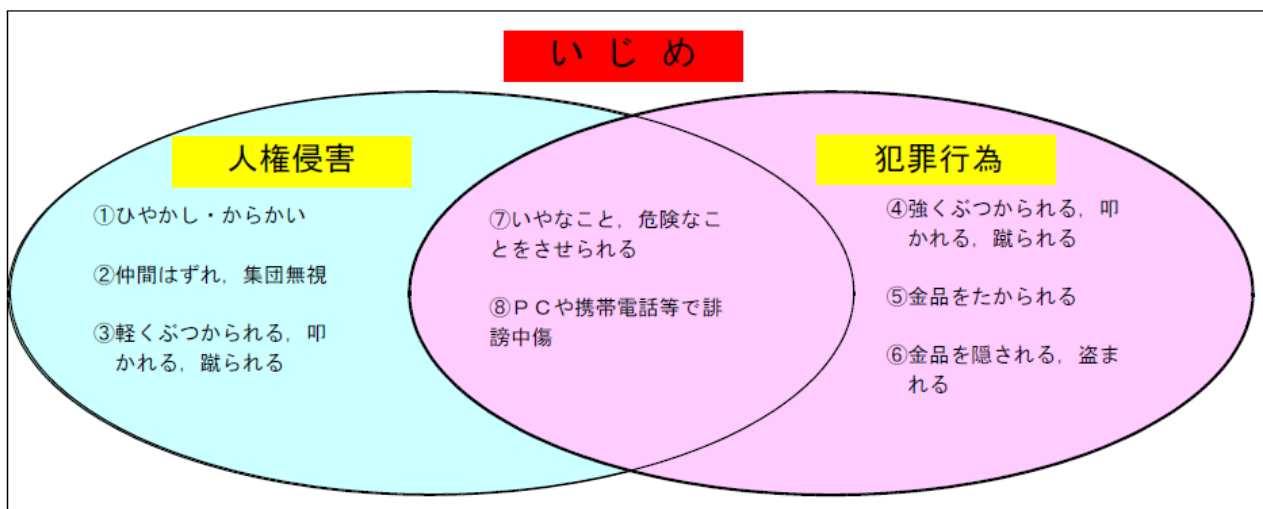 いじめ
人権侵害
①ひやかし・からかい
②仲間はずれ，集団無視
③軽くぶつかられる，叩
かれる，蹴られる
⑦いやなこと，危険なこ
とをさせられる
⑧ＰＣや携帯電話等で誹
謗中傷
犯罪行為
④強くぶつかられる，叩
かれる，蹴られる
⑤金品をたかられる
⑥金品を隠される，盗ま
れる